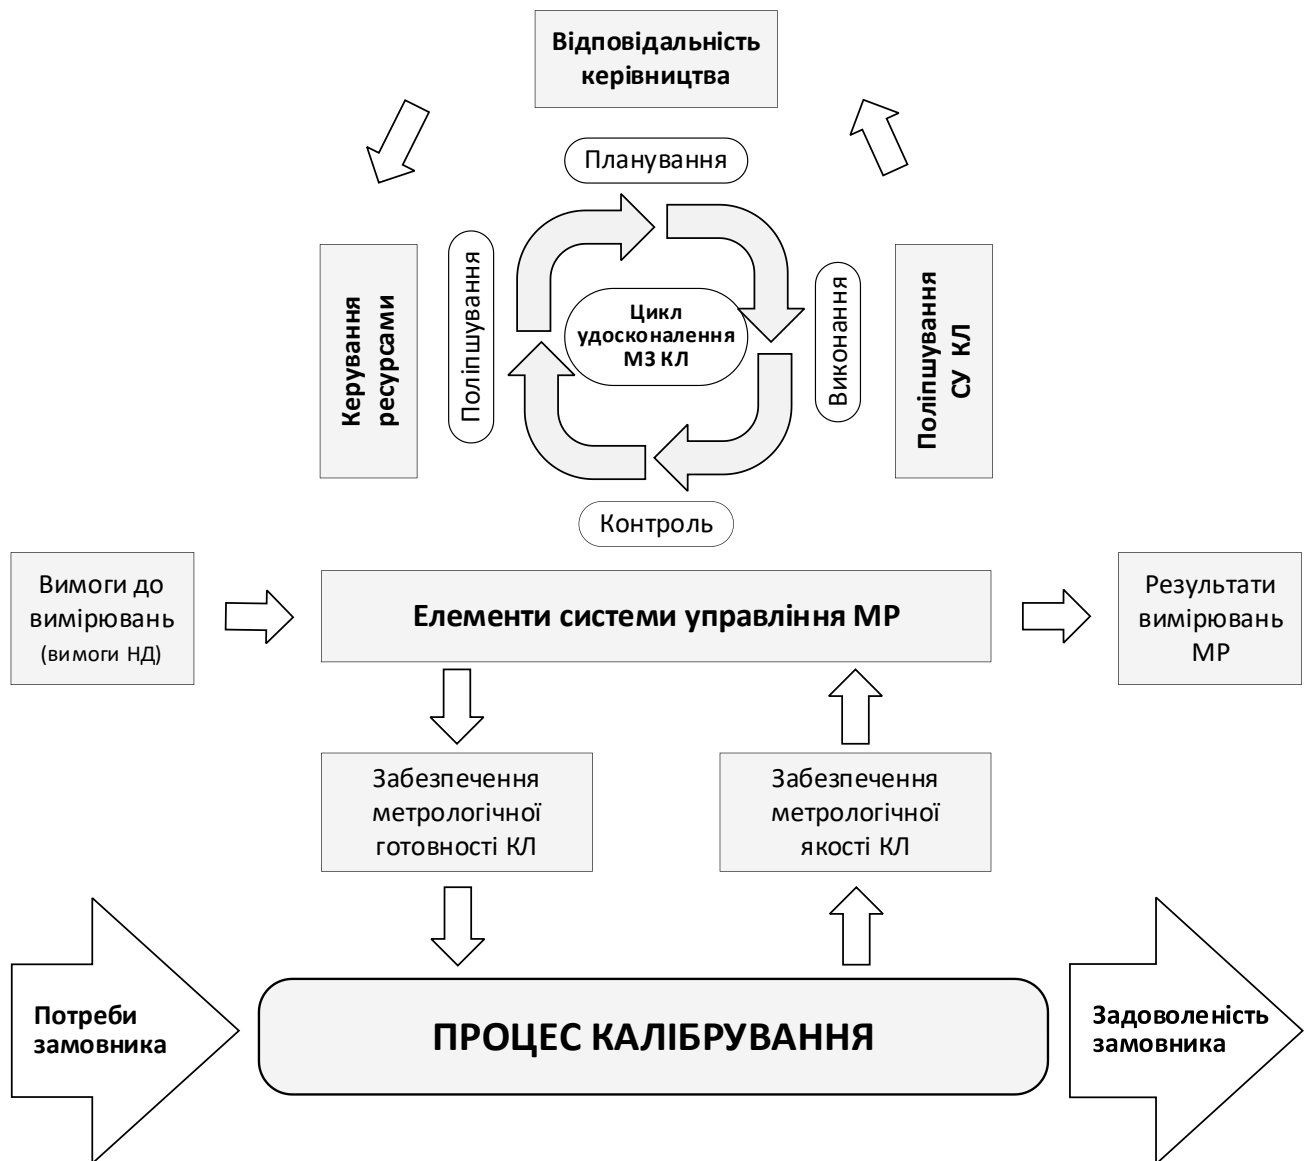 Відповідальність
керівництва
Планування
Керування
ресурсами
Поліпшування
Цикл
удосконалення
МЗ КЛ
Виконання
Поліпшування
СУ КЛ
Контроль
Вимоги до
вимірювань
(вимоги НД)
Елементи системи управління МР
Результати
вимірювань
МР
Забезпечення
метрологічної
готовності КЛ
Забезпечення
метрологічної
якості КЛ
Потреби
замовника
ПРОЦЕС КАЛІБРУВАННЯ
Задоволеність
замовника